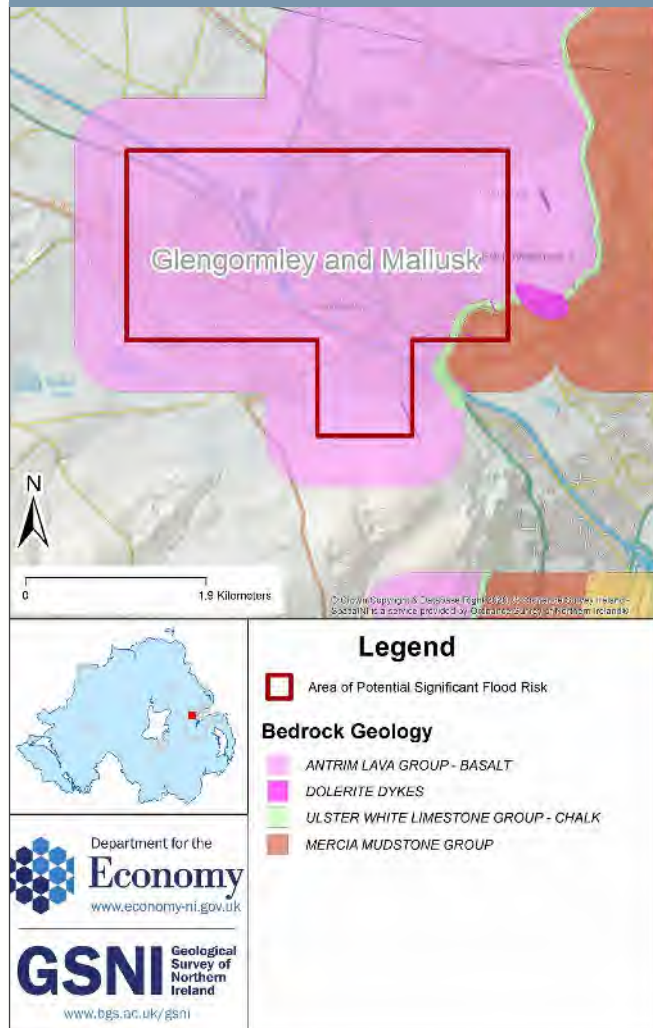 Glengormley and Mallusk
N
0 1.9 Kilometers
Legend
Area of Potential Significant Flood Risk
Bedrock Geology
ANTRIM LAVA GROUP - BASALT
DOLERITE DYKES
ULSTER WHITE LIMESTONE GROUP - CHALK
MERCIA MUDSTONE GROUP
Department for the
Economy
www.economy-ni.gov.uk
GSNI
Geological
Survey of
Northern
Ireland
www.bgs.ac.uk/gsni